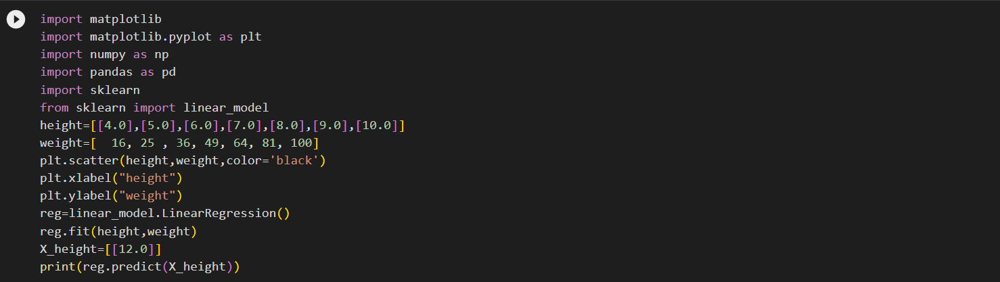 import matplotlib
import matplotlib.pyplot as plt
import numpy as np
import pandas as pd
import sklearn
from sklearn import linear_model
height=[[4.0],[5.0],[6.0],[7.0],[8.0],[9.0],[10.0]]
weight=[  16, 25 , 36, 49, 64, 81, 100]
plt.scatter(height,weight,color='black')
plt.xlabel("height")
plt.ylabel("weight")
reg=linear_model.LinearRegression()
reg.fit(height,weight)
X_height=[[12.0]]
print(reg.predict(X_height))